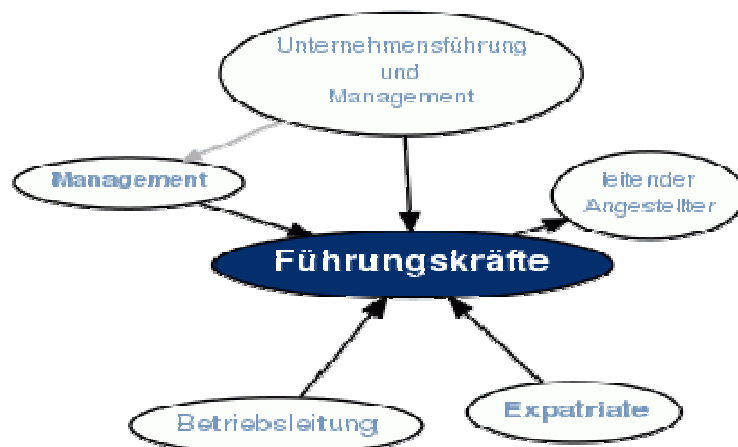 Unternehmensführung
und
Management
Management
leitender
Angestellter
Führungskräfte
Betriebsleitung
Expatriate